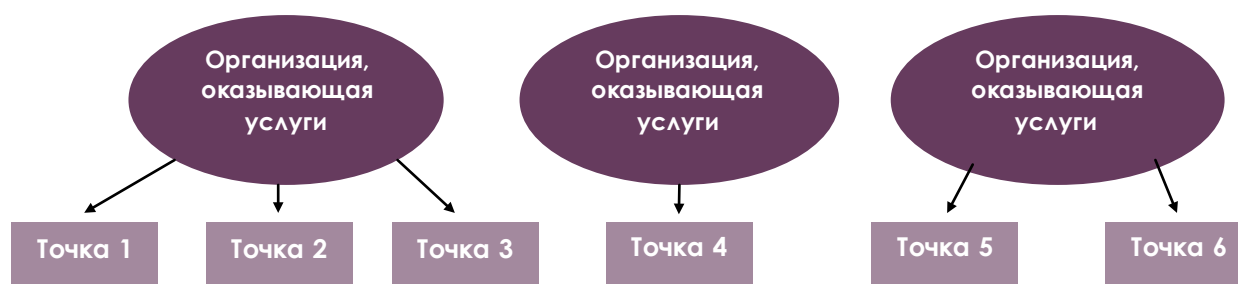 Организация,
оказывающая
услуги
Организация,
оказывающая
услуги
Организация,
оказывающая
услуги
Точка 1
Точка 2
Точка 3
Точка 4
Точка 5
Точка 6